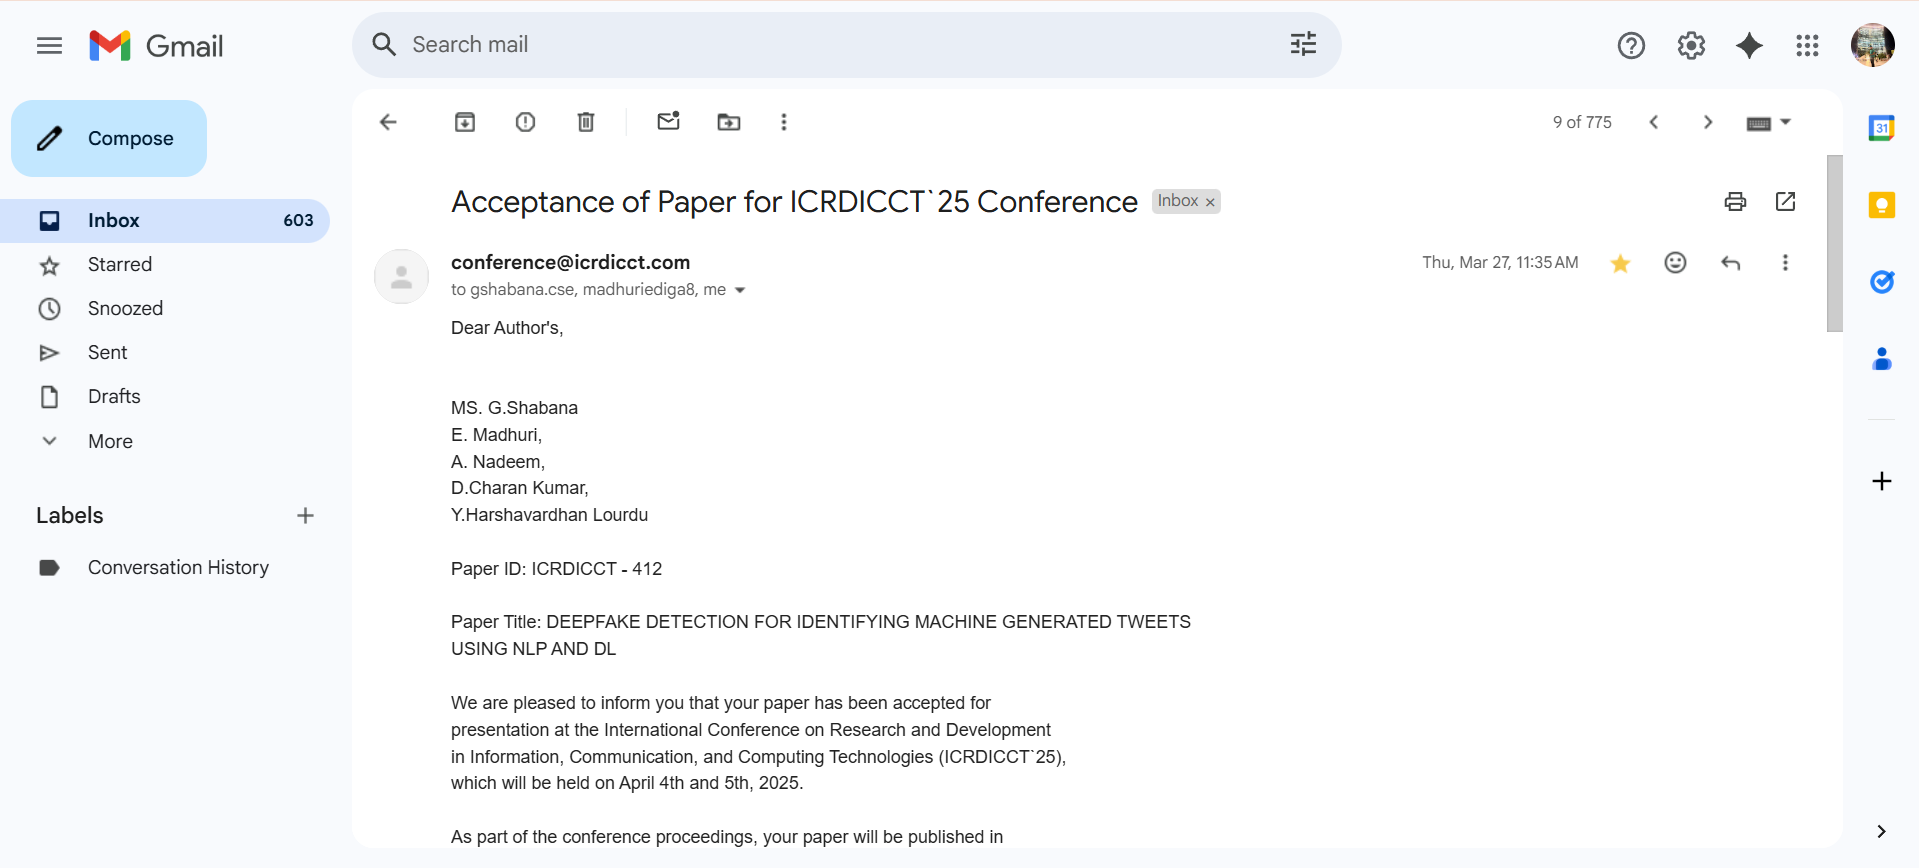 Gmail
Search mail
Compose
Inbox 603
Starred
Snoozed
Sent
Drafts
More
Labels
Conversation History
9 of 775
31
Acceptance of Paper for ICRDICCT`25 Conference Inbox ×
conference@icrdicct.com Thu, Mar 27, 11:35 AM
to gshabana.cse, madhuriediga8, me
Dear Author's,
MS. G.Shabana
E. Madhuri,
A. Nadeem,
D.Charan Kumar,
Y.Harshavardhan Lourdu
Paper ID: ICRDICCT - 412
Paper Title: DEEPFAKE DETECTION FOR IDENTIFYING MACHINE GENERATED TWEETS
USING NLP AND DL
We are pleased to inform you that your paper has been accepted for
presentation at the International Conference on Research and Development
in Information, Communication, and Computing Technologies (ICRDICCT`25),
which will be held on April 4th and 5th, 2025.
As part of the conference proceedings, your paper will be published in